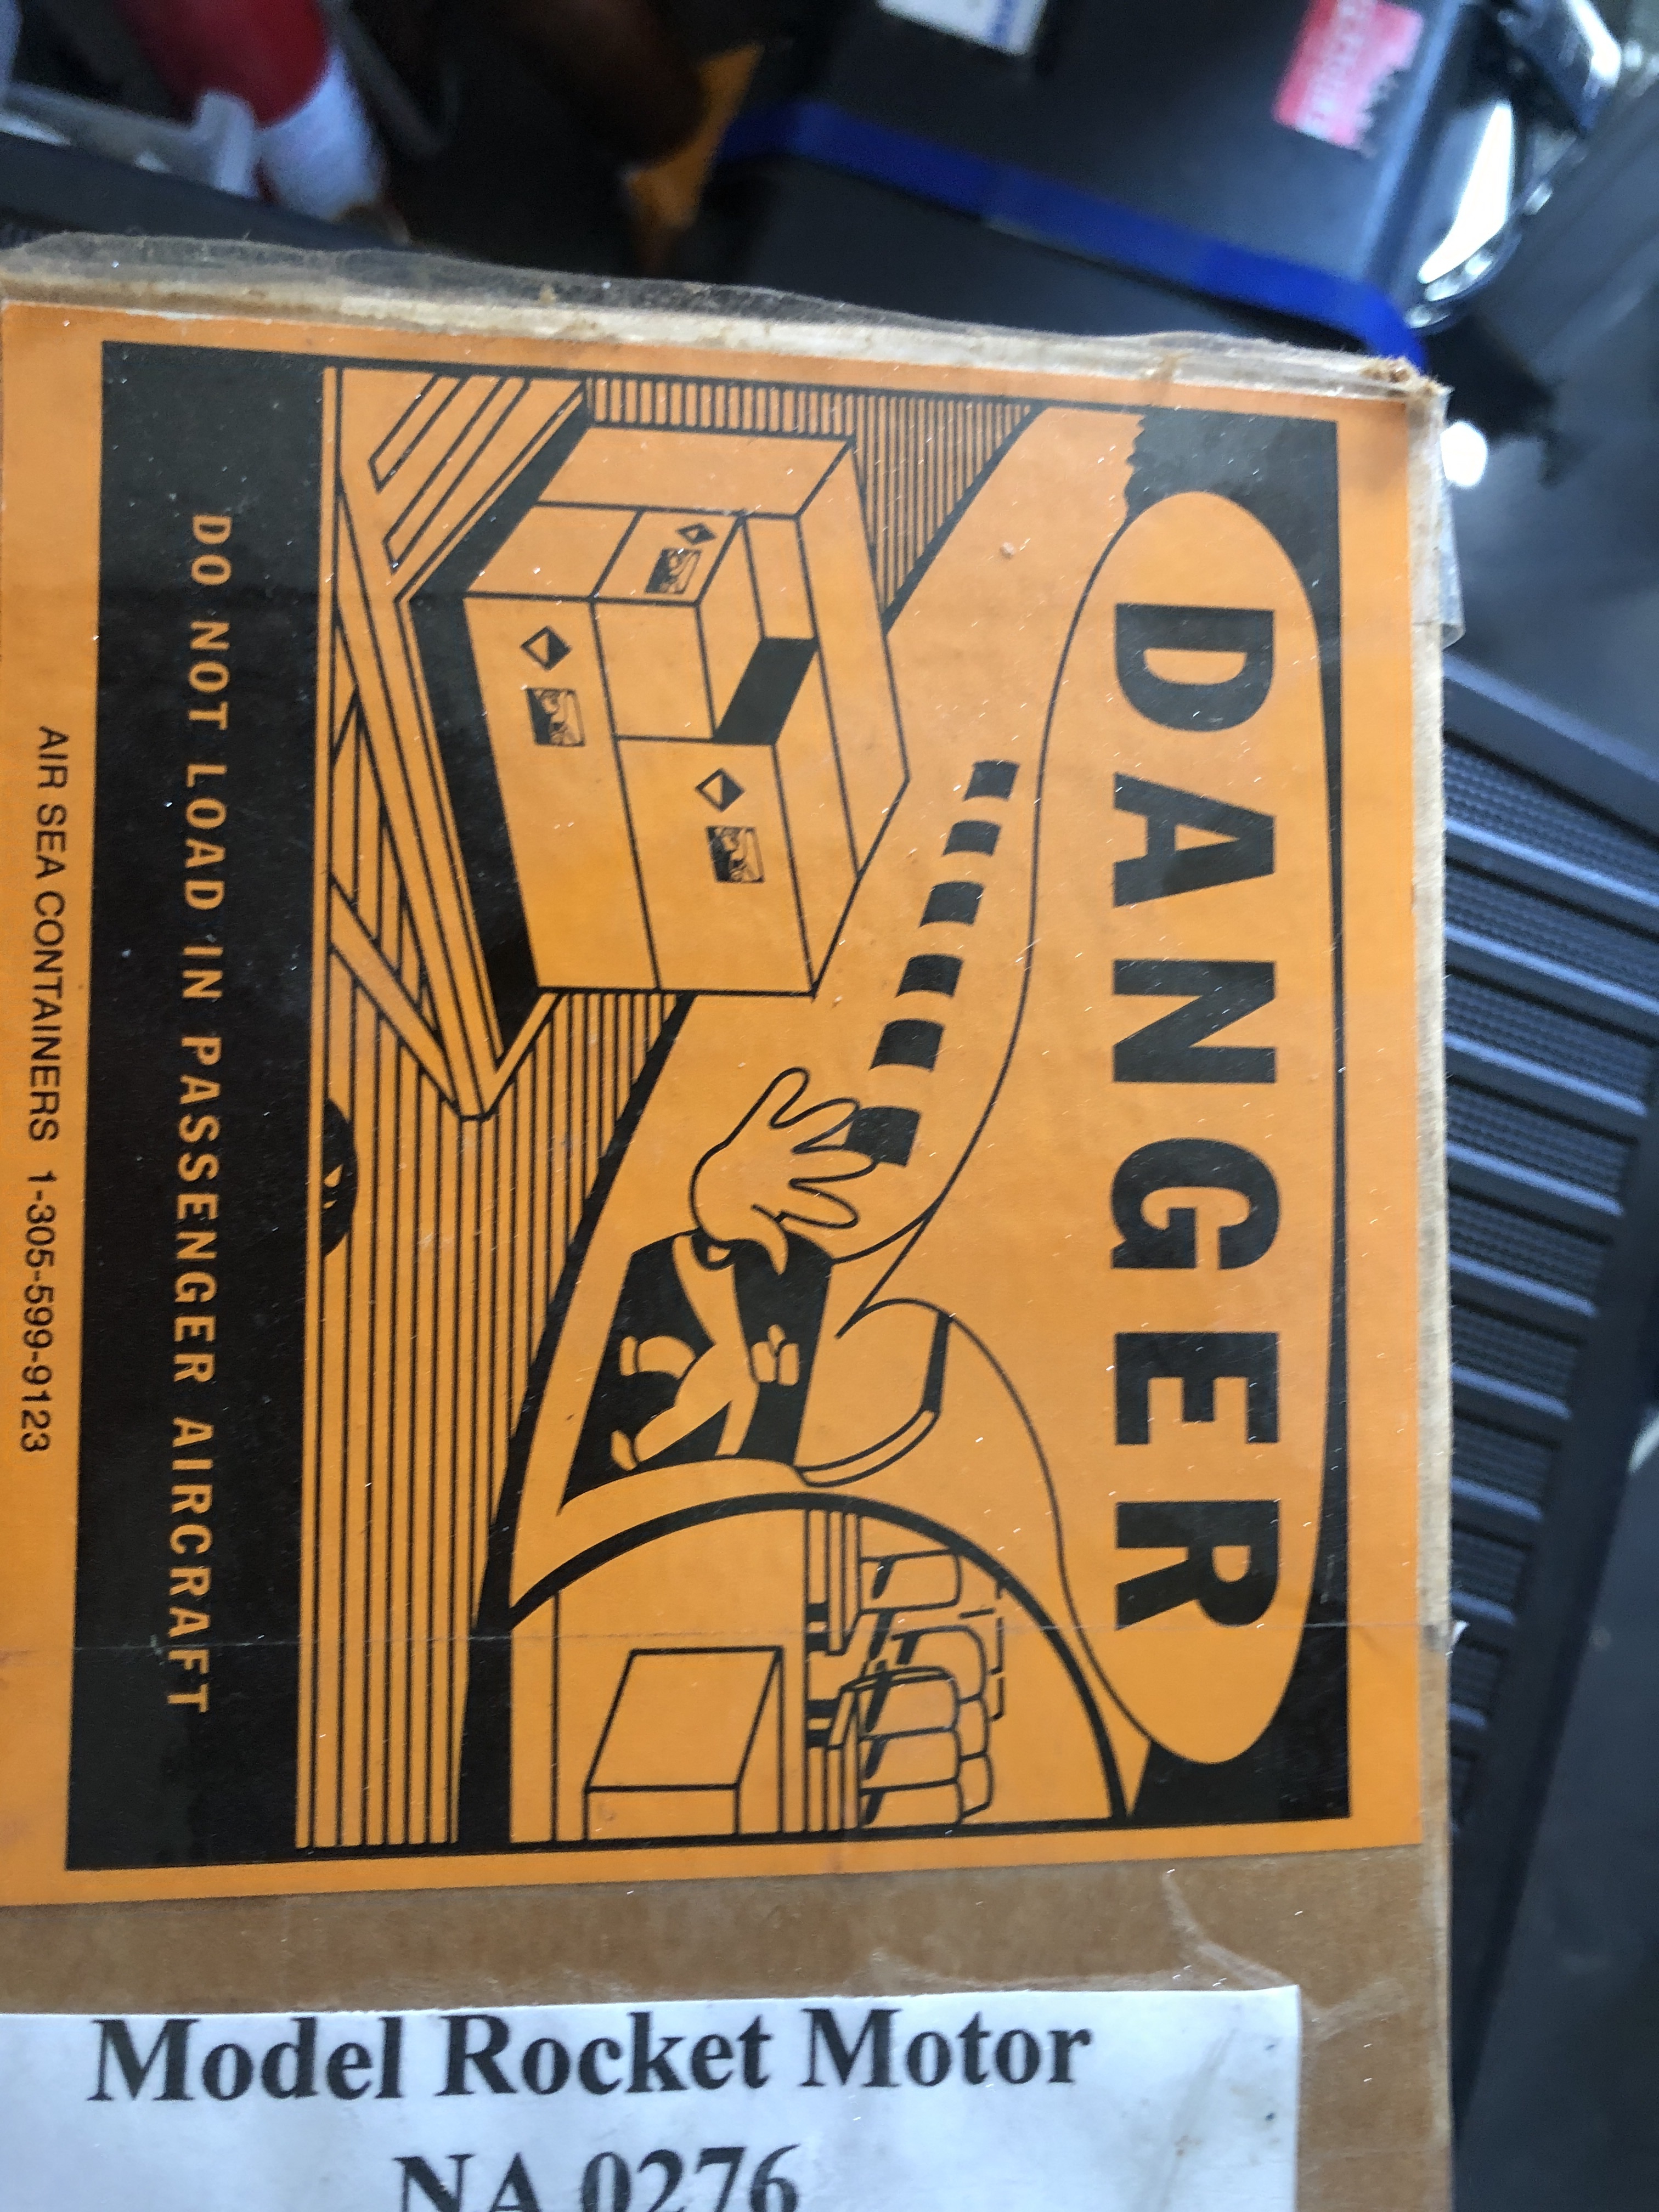 DANGER
DO NOT LOAD IN PASSENGER AIRCRAFT
AIR SEA CONTAINERS 1-305-599-9123
Model Rocket Motor
NA 0276